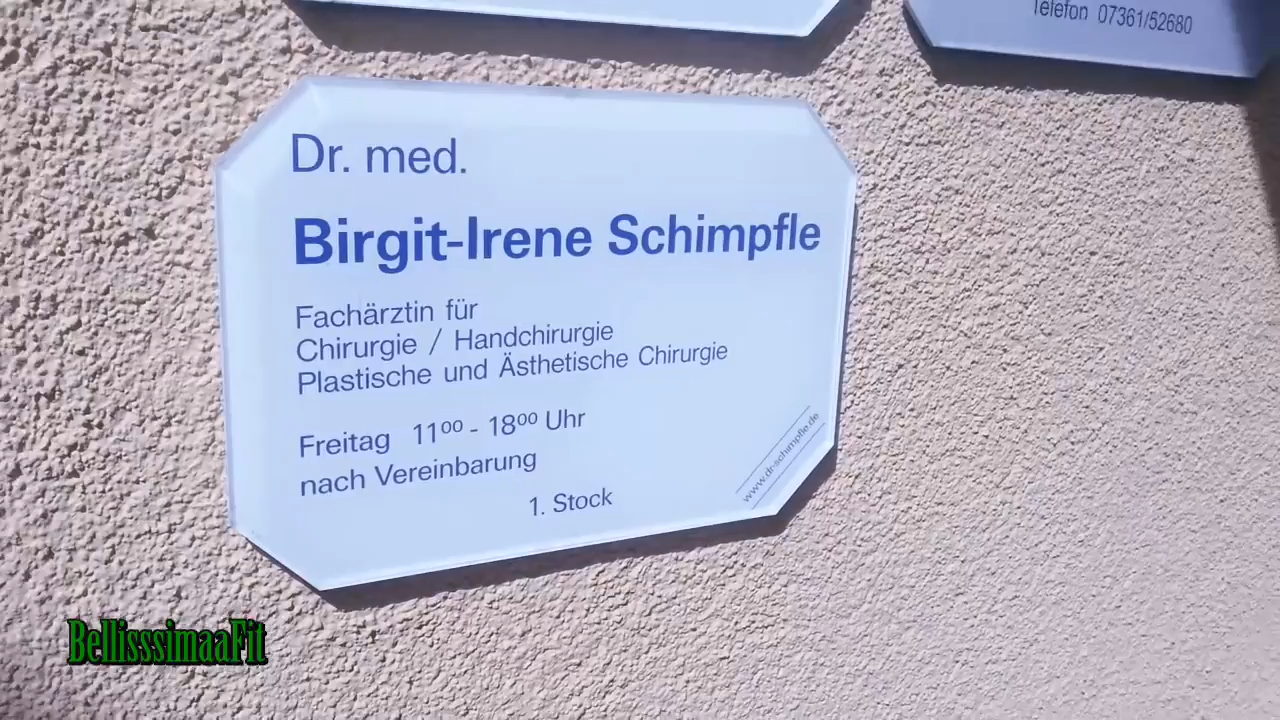 Telefon 07361/52680
Dr. med.
Birgit-Irene Schimpfle
Fachärztin für
Chirurgie / Handchirurgie
Plastische und Ästhetische Chirurgie
Freitag 11⁰⁰ - 18⁰⁰ Uhr
nach Vereinbarung
1. Stock
www.dr-schimpfle.de
BellisssimaaFit